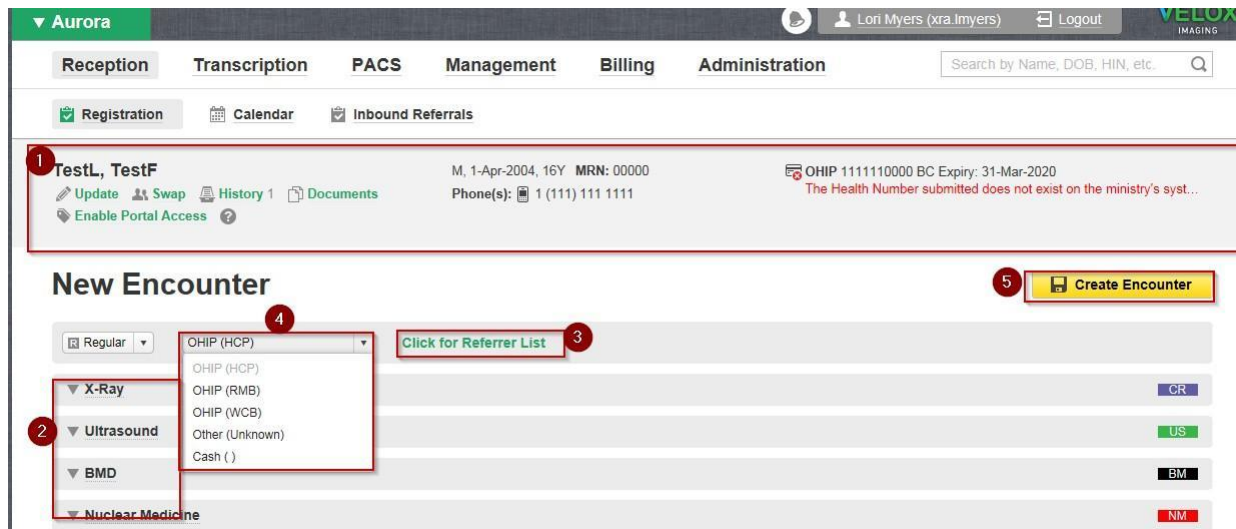 ▼ Aurora
Lori Myers (xra.lmyers) Logout
VELOX
IMAGING
Reception Transcription PACS Management Billing Administration Search by Name, DOB, HIN, etc.
Registration Calendar Inbound Referrals
1
TestL, TestF M, 1-Apr-2004, 16Y MRN: 00000 OHIP 1111110000 BC Expiry: 31-Mar-2020
Update Swap History 1 Documents Phone(s): 1 (111) 111 1111 The Health Number submitted does not exist on the ministry's syst...
Enable Portal Access ?
New Encounter 5 Create Encounter
4
R Regular OHIP (HCP) Click for Referrer List 3
OHIP (HCP)
X-Ray OHIP (RMB) CR
OHIP (WCB)
2 Ultrasound Other (Unknown) US
Cash ( )
BMD BM
Nuclear Medicine NM